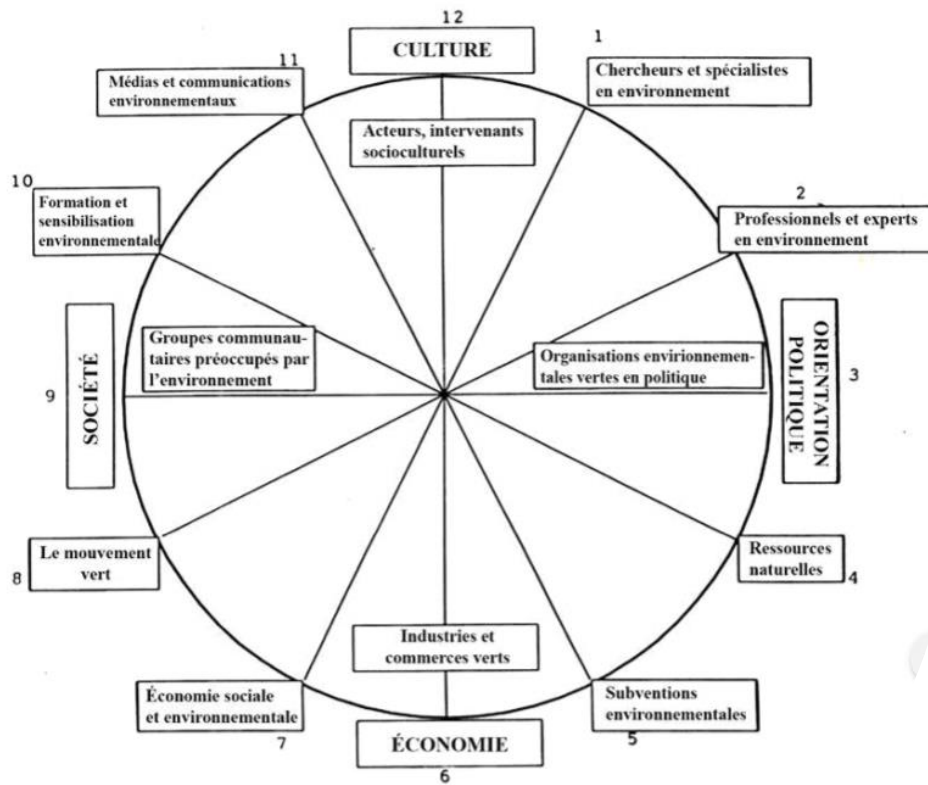 12
CULTURE
Acteurs, intervenants
socioculturels
1
Chercheurs et spécialistes
en environnement
2
Professionnels et experts
en environnement
3
ORIENTATION
POLITIQUE
Organisations envirionnemen-
tales vertes en politique
Ressources
naturelles
4
Subventions
environnementales
5
Industries et
commerces verts
ÉCONOMIE
6
Économie sociale
et environnementale
7
Le mouvement
vert
8
9
SOCIÉTÉ
Groupes communau-
taires préoccupés par
l'environnement
10
Formation et
sensibilisation
environnementale
11
Médias et communications
environnementaux